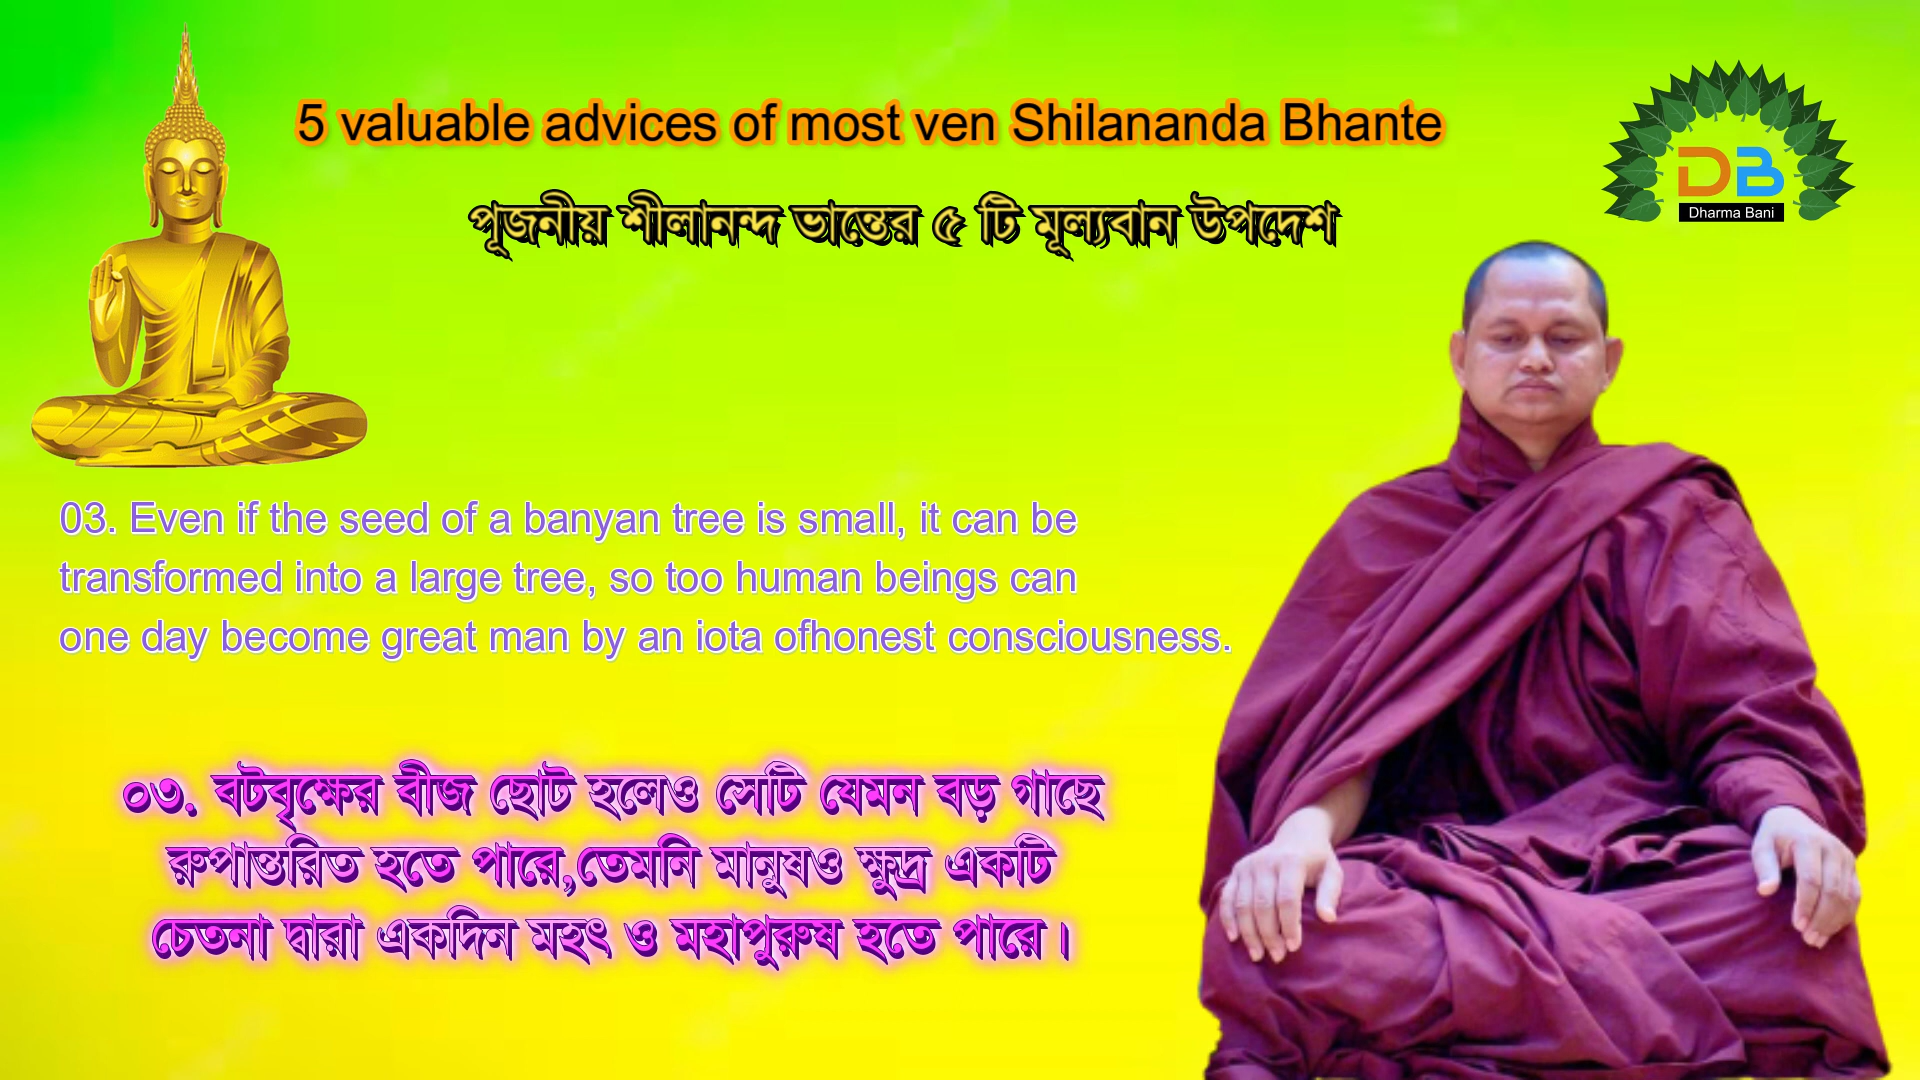 5 valuable advices of most ven Shilananda Bhante
DB
Dharma Bani
পূজনীয় শীলানন্দ ভান্তের ৫ টি মূল্যবান উপদেশ
03. Even if the seed of a banyan tree is small, it can be
transformed into a large tree, so too human beings can
one day become great man by an iota ofhonest consciousness.
০৩. বটবৃক্ষের বীজ ছোট হলেও সেটি যেমন বড় গাছে
রুপান্তরিত হতে পারে,তেমনি মানুষও ক্ষুদ্র একটি
চেতনা দ্বারা একদিন মহৎ ও মহাপুরুষ হতে পারে।